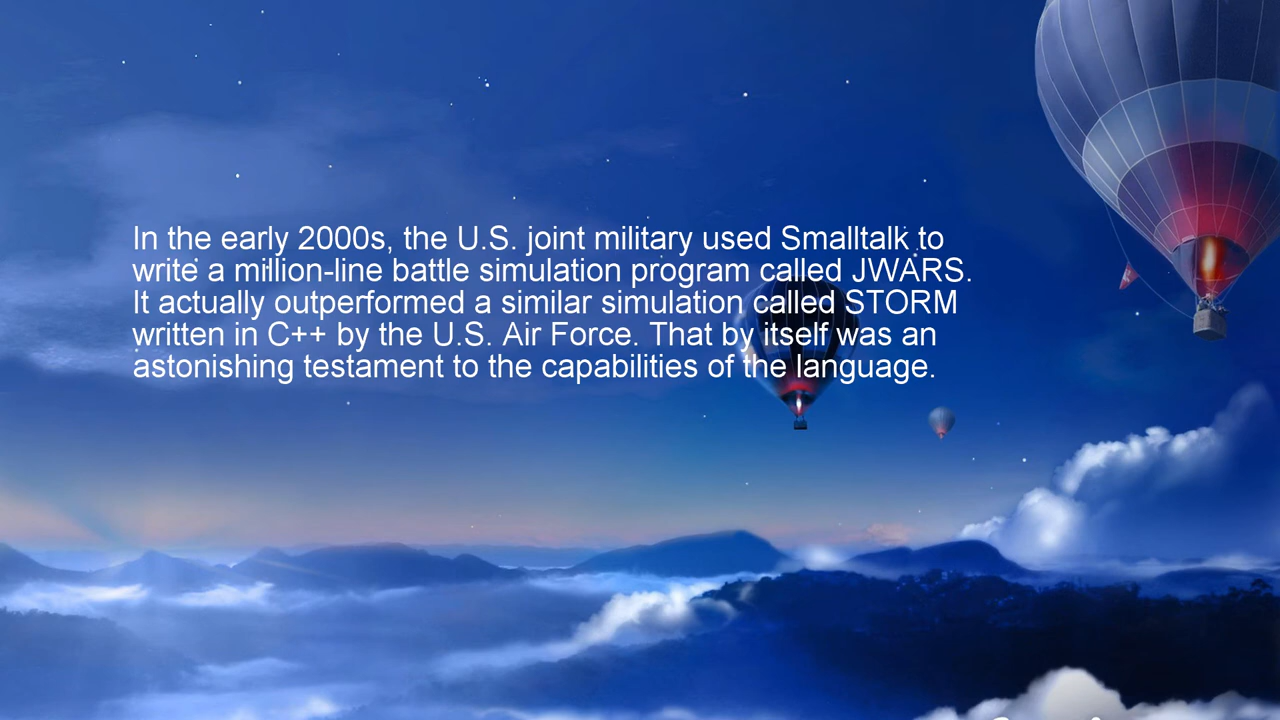 In the early 2000s, the U.S. joint military used Smalltalk to
write a million-line battle simulation program called JWARS.
It actually outperformed a similar simulation called STORM
written in C++ by the U.S. Air Force. That by itself was an
astonishing testament to the capabilities of the language.